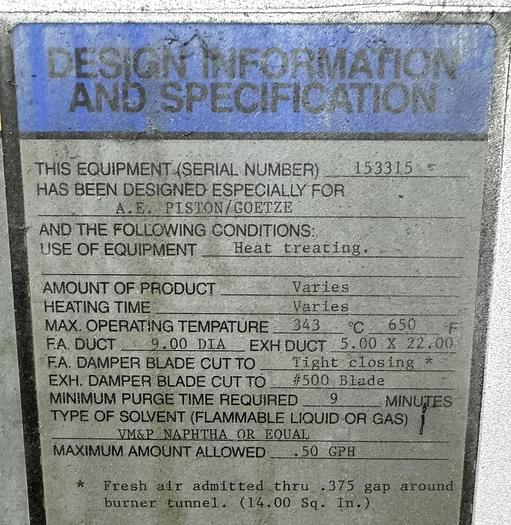 DESIGN INFORMATION
AND SPECIFICATION
THIS EQUIPMENT (SERIAL NUMBER) 153315
HAS BEEN DESIGNED ESPECIALLY FOR
A.E. PISTON/GOETZE
AND THE FOLLOWING CONDITIONS:
USE OF EQUIPMENT Heat treating.
AMOUNT OF PRODUCT Varies
HEATING TIME Varies
MAX. OPERATING TEMPATURE 343 °C 650 F
F.A. DUCT 9.00 DIA EXH DUCT 5.00 X 22.00
F.A. DAMPER BLADE CUT TO Tight closing *
EXH. DAMPER BLADE CUT TO #500 Blade
MINIMUM PURGE TIME REQUIRED 9 MINUTES
TYPE OF SOLVENT (FLAMMABLE LIQUID OR GAS)
VM&P NAPHTHA OR EQUAL
MAXIMUM AMOUNT ALLOWED .50 GPH
* Fresh air admitted thru .375 gap around
burner tunnel. (14.00 Sq. In.)